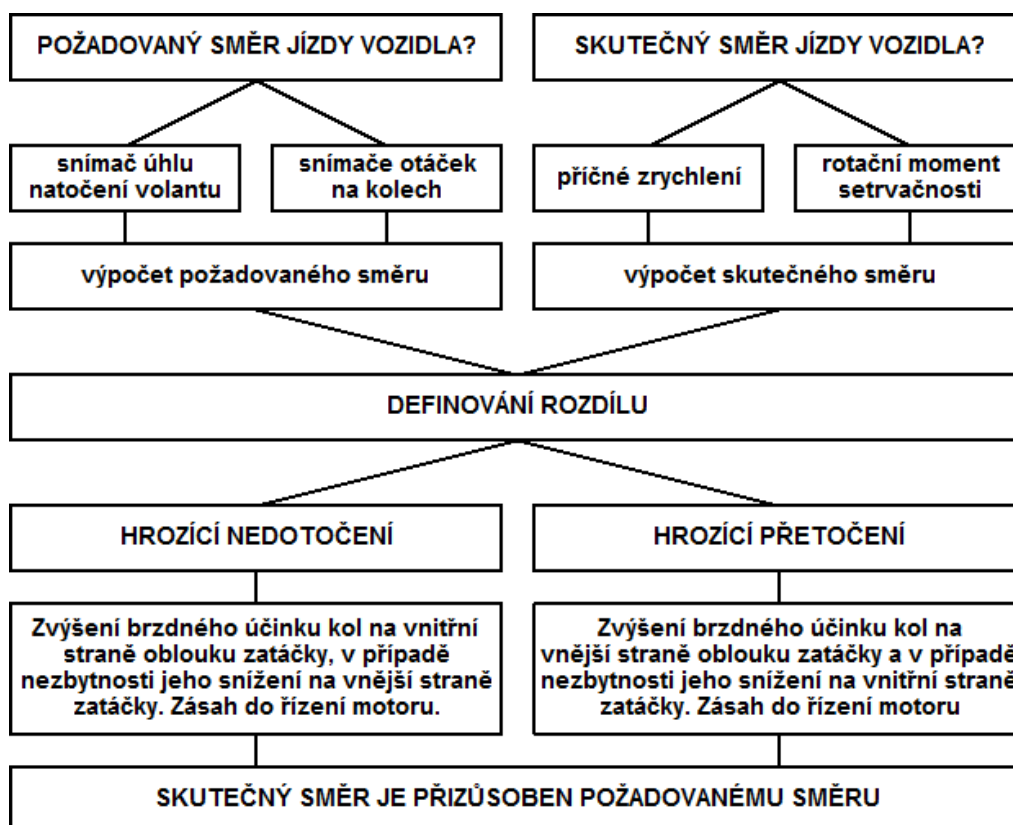 POŽADOVANÝ SMĚR JÍZDY VOZIDLA?
SKUTEČNÝ SMĚR JÍZDY VOZIDLA?
snímač úhlu
natočení volantu
snímače otáček
na kolech
příčné zrychlení
rotační moment
setrvačnosti
výpočet požadovaného směru
výpočet skutečného směru
DEFINOVÁNÍ ROZDÍLU
HROZÍCÍ NEDOTOČENÍ
HROZÍCÍ PŘETOČENÍ
Zvýšení brzdného účinku kol na vnitřní
straně oblouku zatáčky, v případě
nezbytnosti jeho snížení na vnější straně
zatáčky. Zásah do řízení motoru.
Zvýšení brzdného účinku kol na
vnější straně oblouku zatáčky a v případě
nezbytnosti jeho snížení na vnitřní straně
zatáčky. Zásah do řízení motoru
SKUTEČNÝ SMĚR JE PŘIZŮSOBEN POŽADOVANÉMU SMĚRU